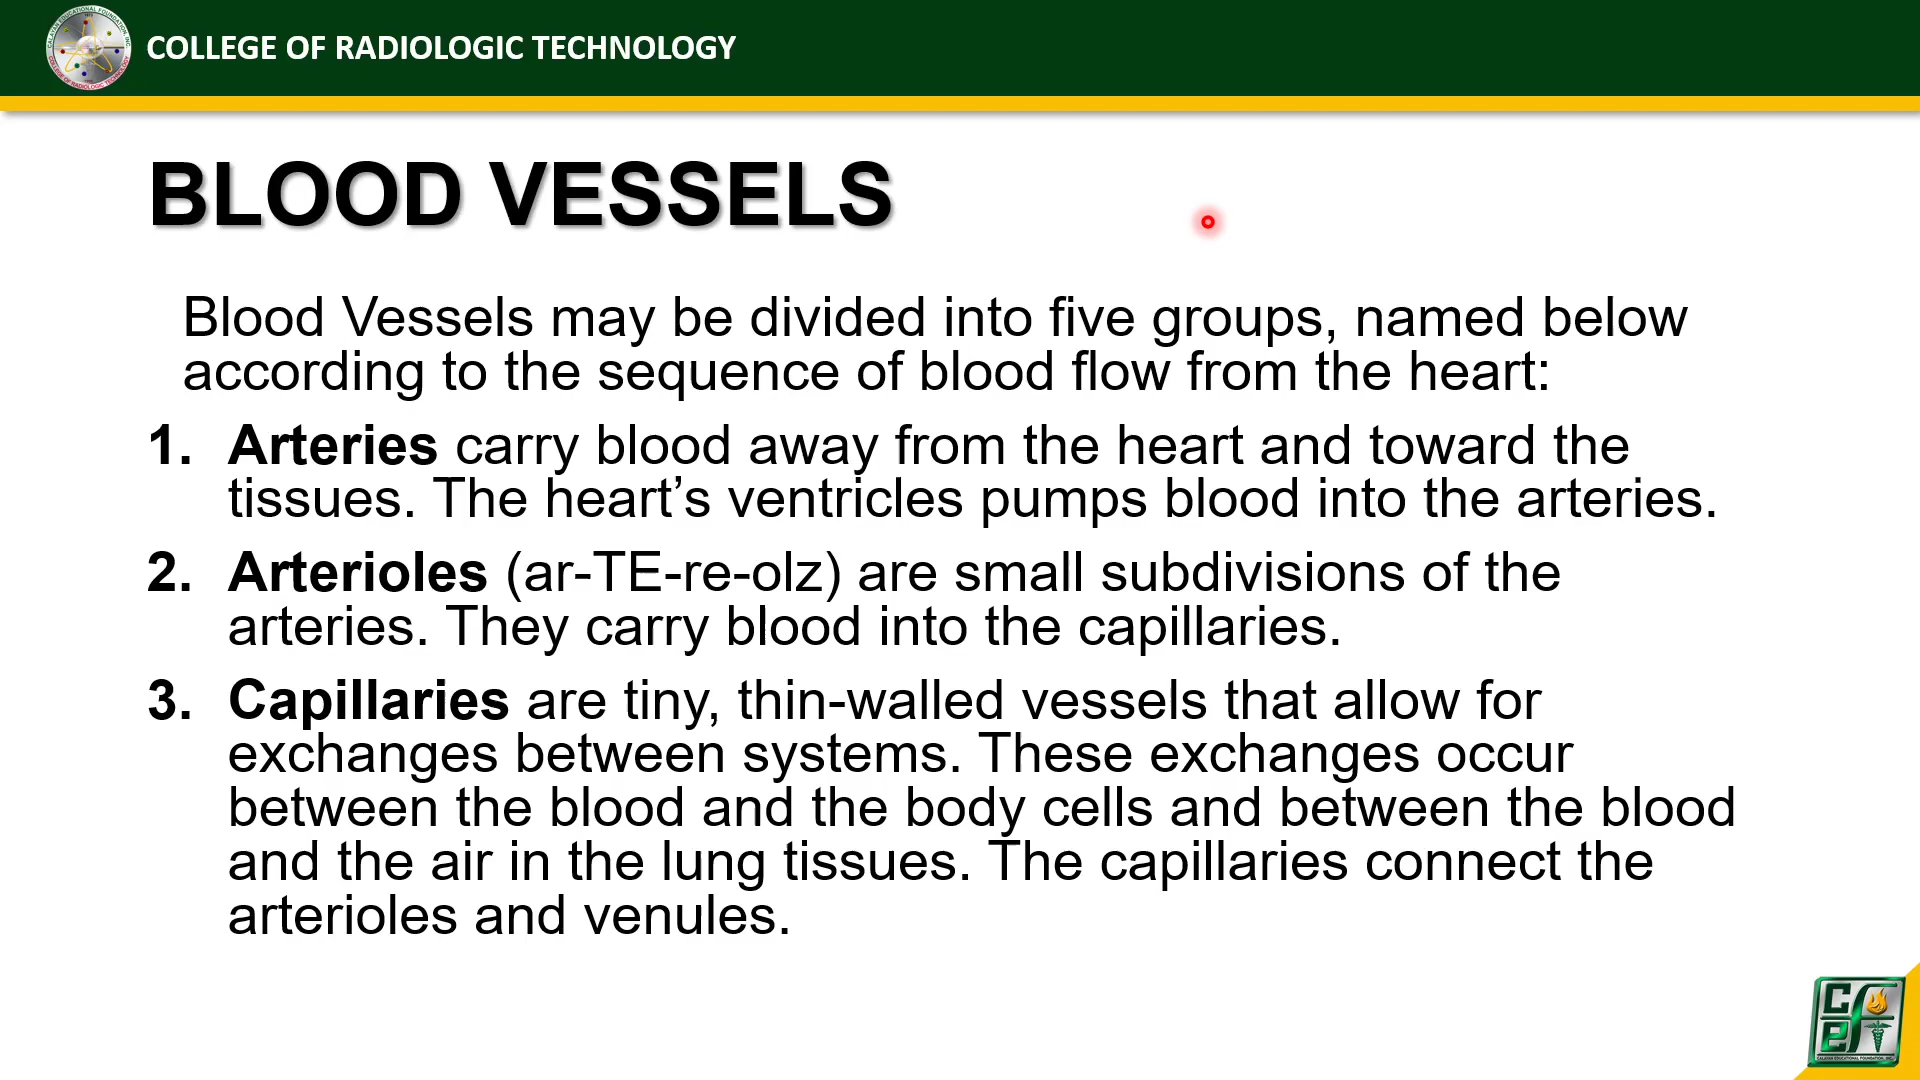 COLLEGE OF RADIOLOGIC TECHNOLOGY
BLOOD VESSELS
Blood Vessels may be divided into five groups, named below
according to the sequence of blood flow from the heart:
1. Arteries carry blood away from the heart and toward the
tissues. The heart’s ventricles pumps blood into the arteries.
2. Arterioles (ar-TE-re-olz) are small subdivisions of the
arteries. They carry blood into the capillaries.
3. Capillaries are tiny, thin-walled vessels that allow for
exchanges between systems. These exchanges occur
between the blood and the body cells and between the blood
and the air in the lung tissues. The capillaries connect the
arterioles and venules.
CALAYAN EDUCATIONAL FOUNDATION, INC.